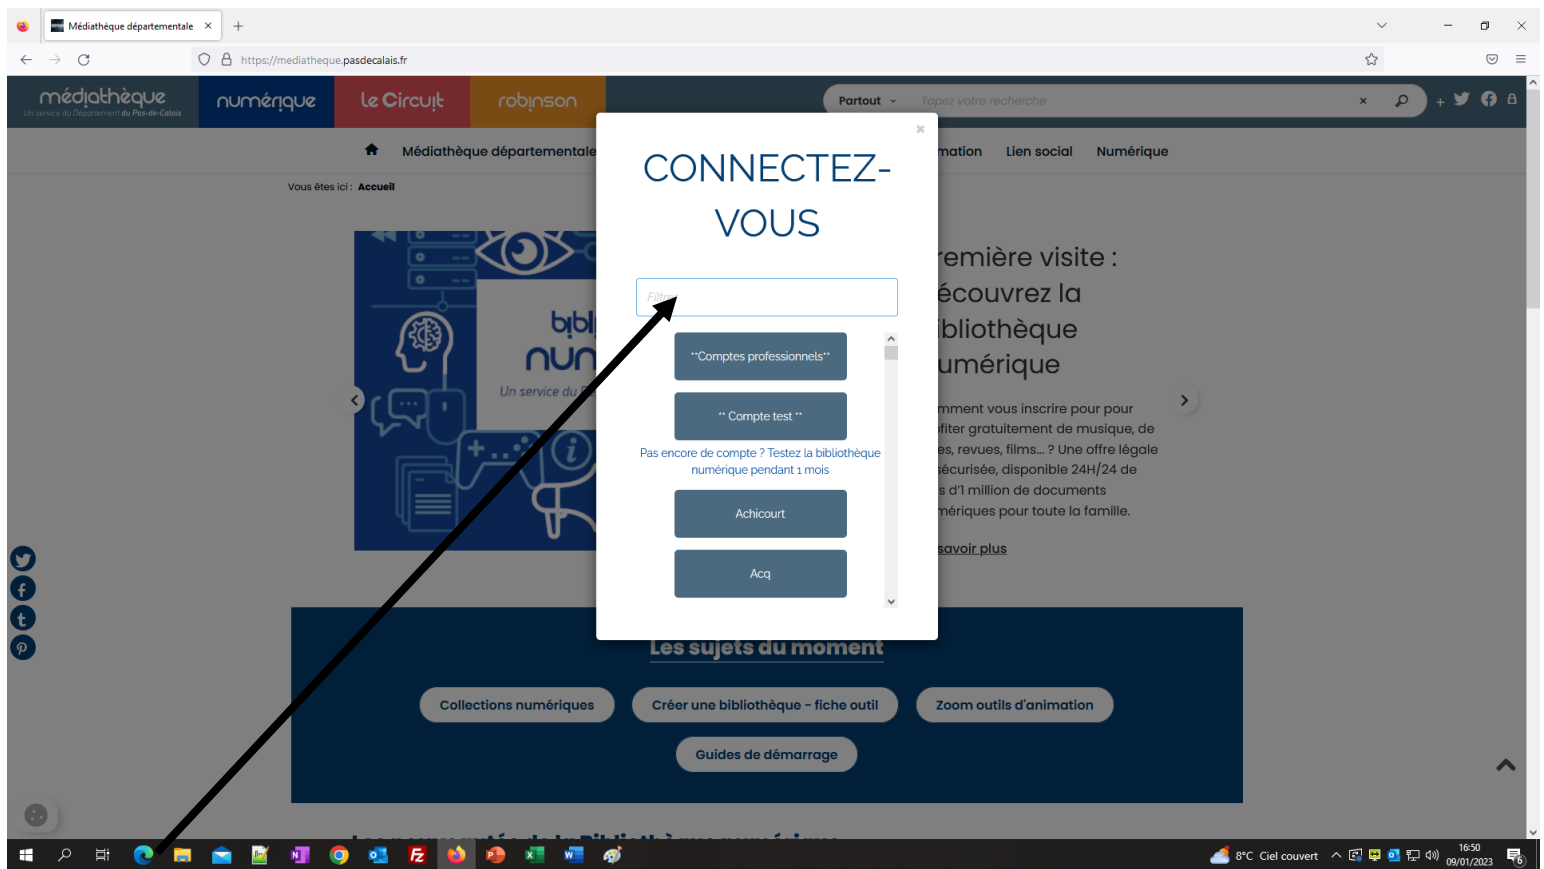 Médiathèque départementale
https://mediatheque.pasdecalais.fr
médiathèque
Un service du Département du Pas-de-Calais
numérique
le Circuit
robinson
Partout
Tapez votre recherche
Médiathèque départementale
mation
Lien social
Numérique
Vous êtes ici : Accueil
CONNECTEZ-
VOUS
**Comptes professionnels**
** Compte test **
Pas encore de compte ? Testez la bibliothèque
numérique pendant 1 mois
Achicourt
Acq
bibli
num
Un service du
remière visite :
écouvrez la
ibliothèque
umérique
mment vous inscrire pour pour
fiter gratuitement de musique, de
es, revues, films... ? Une offre légale
sécurisée, disponible 24H/24 de
s d'1 million de documents
mériques pour toute la famille.
savoir plus
Les sujets du moment
Collections numériques
Créer une bibliothèque - fiche outil
Zoom outils d'animation
Guides de démarrage
8°C Ciel couvert
16:50
09/01/2023
6